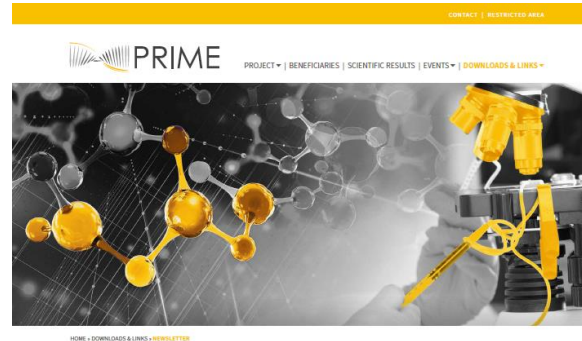 CONTACT | RESTRICTED AREA
PRIME
PROJECT | BENEFICIARIES | SCIENTIFIC RESULTS | EVENTS | DOWNLOADS & LINKS
HOME » DOWNLOADS & LINKS » NEWSLETTER